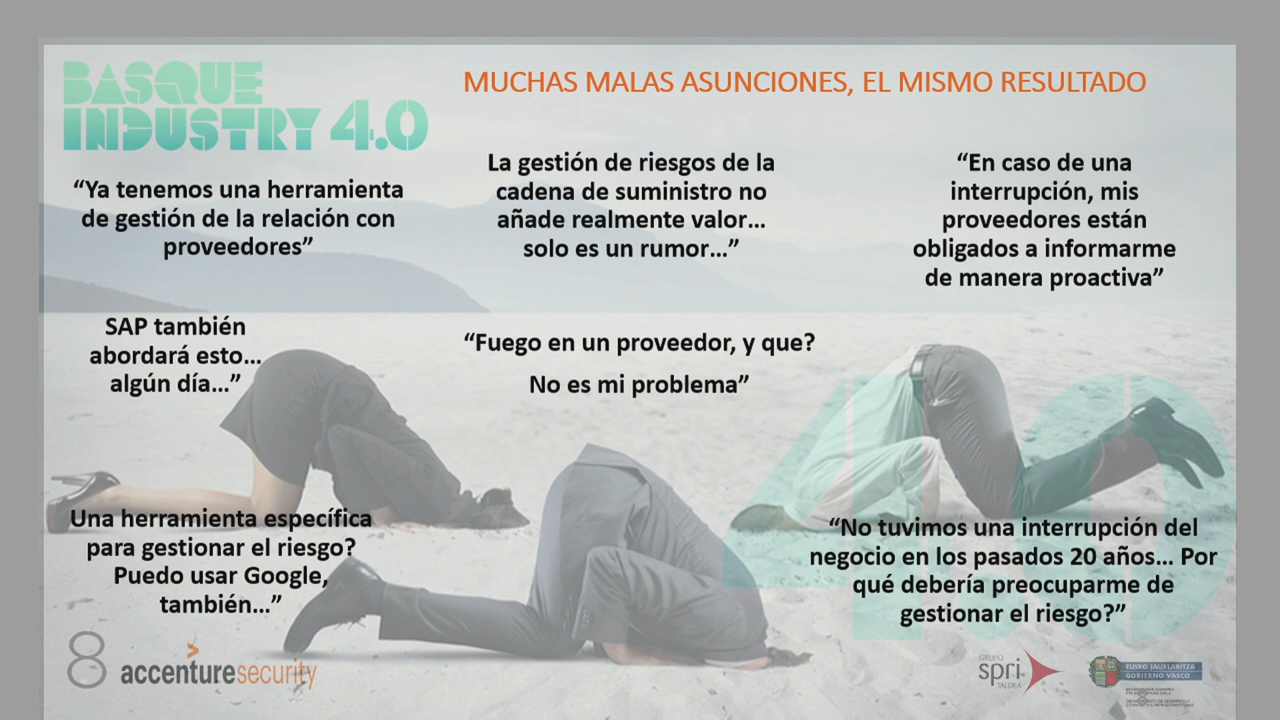 BASQUE
INDUSTRY 4.0
MUCHAS MALAS ASUNCIONES, EL MISMO RESULTADO
“Ya tenemos una herramienta
de gestión de la relación con
proveedores”
La gestión de riesgos de la
cadena de suministro no
añade realmente valor...
solo es un rumor...”
“En caso de una
interrupción, mis
proveedores están
obligados a informarme
de manera proactiva”
SAP también
abordará esto...
algún día...”
“Fuego en un proveedor, y que?
No es mi problema”
4.0
Una herramienta específica
para gestionar el riesgo?
Puedo usar Google,
también...”
“No tuvimos una interrupción del
negocio en los pasados 20 años... Por
qué debería preocuparme de
gestionar el riesgo?”
8
accenturesecurity
GRUPO
spri
TALDEA
EUSKO JAURLARITZA
GOBIERNO VASCO